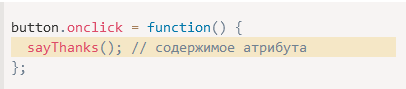 button.onclick = function() {
  sayThanks(); // содержимое атрибута
};